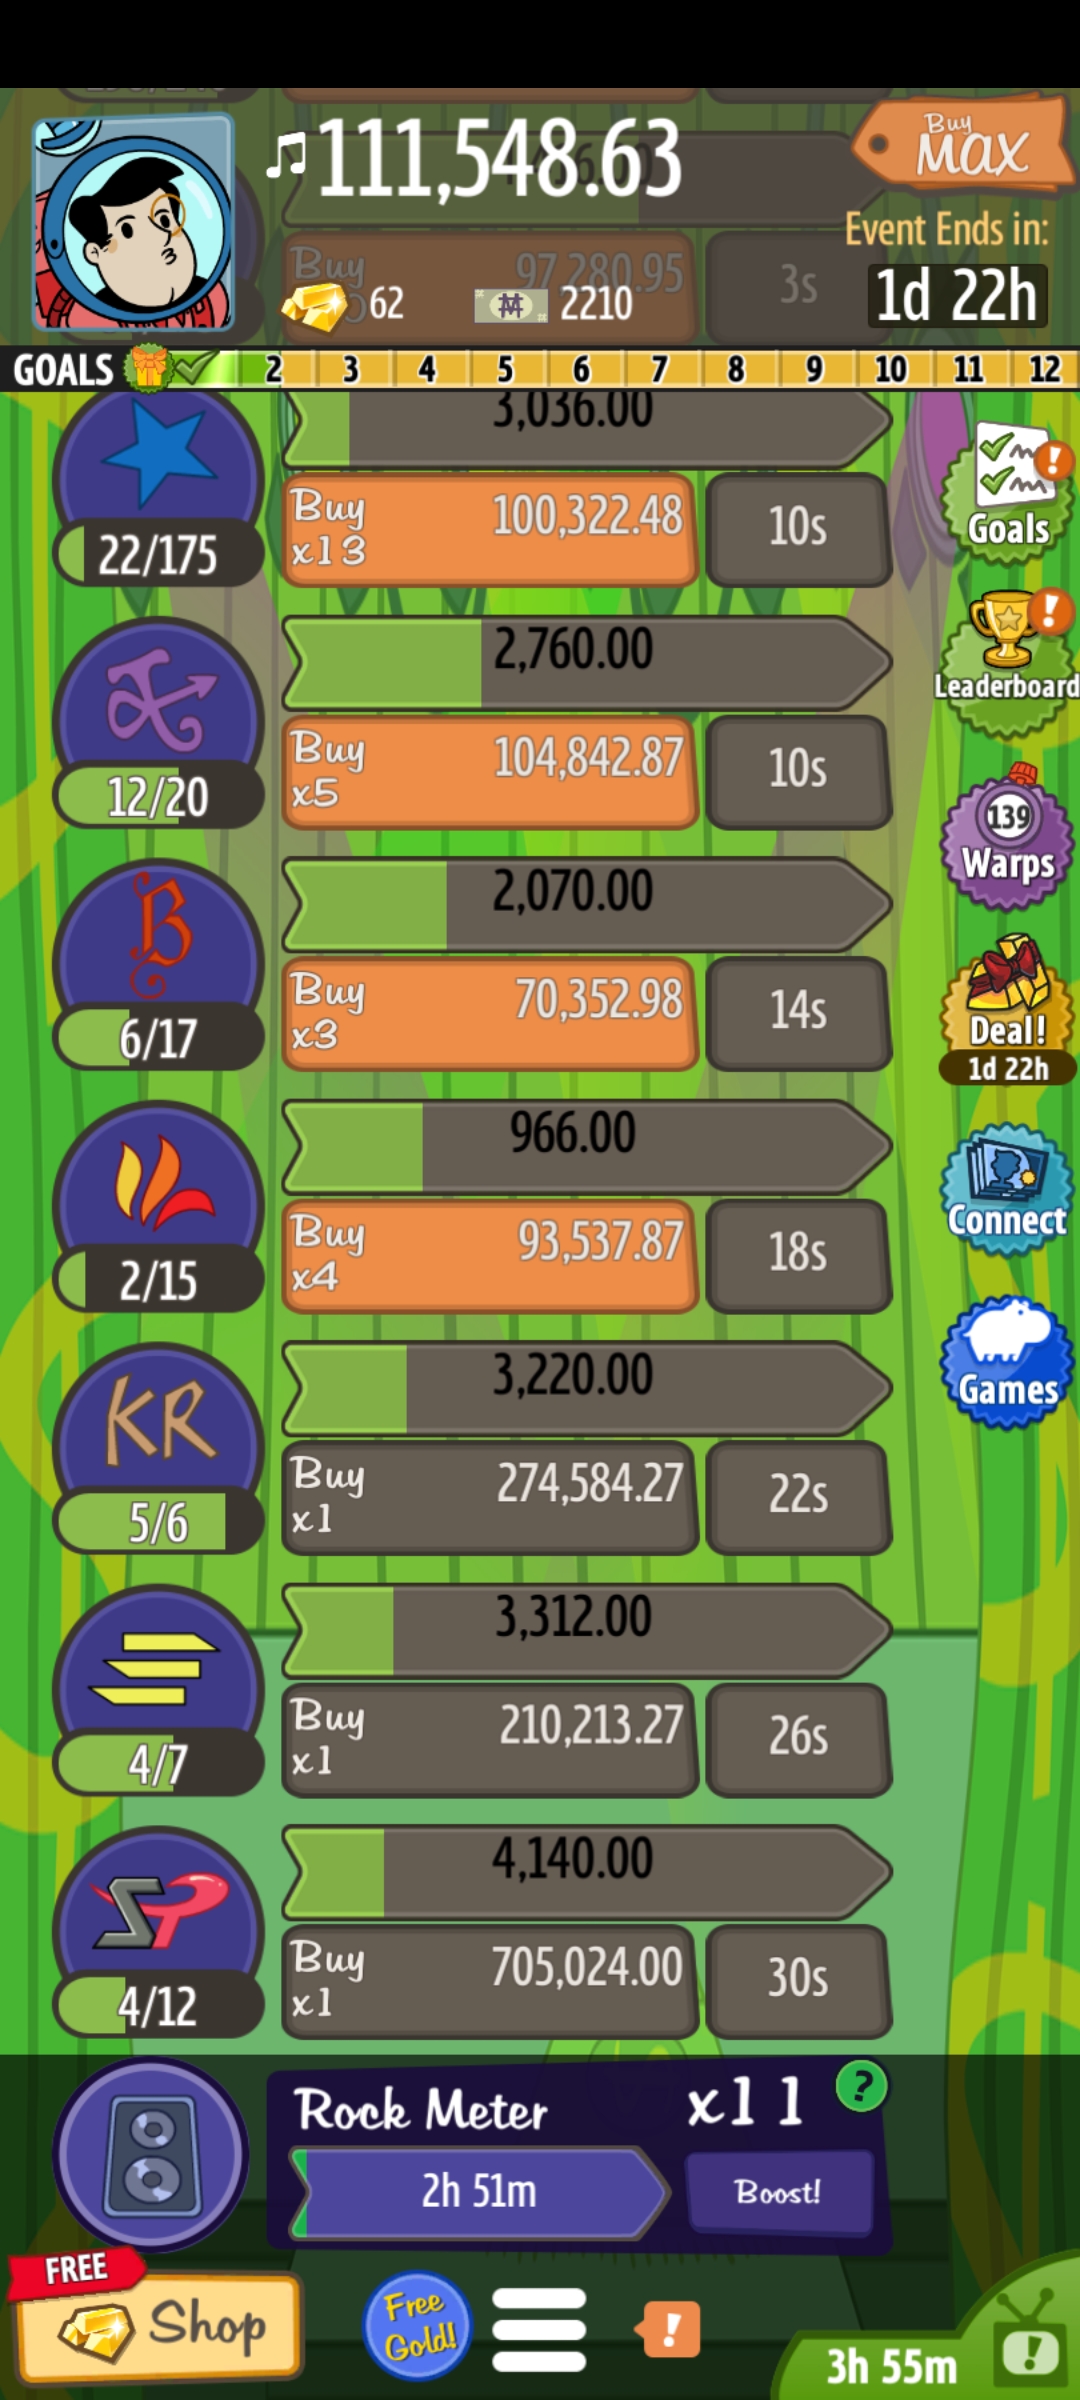 ♫111,548.63
Buy
MAX
Event Ends in:
1d 22h
Buy
97,280.95
3s
62
2210
GOALS 2 3 4 5 6 7 8 9 10 11 12
3,036.00
22/175
Buy
x13
100,322.48
10s
Goals
2,760.00
12/20
Buy
x5
104,842.87
10s
Leaderboard
2,070.00
6/17
Buy
x3
70,352.98
14s
139
Warps
966.00
2/15
Buy
x4
93,537.87
18s
Deal!
1d 22h
KR
3,220.00
5/6
Buy
x1
274,584.27
22s
Connect
Games
3,312.00
4/7
Buy
x1
210,213.27
26s
4,140.00
4/12
Buy
x1
705,024.00
30s
Rock Meter
x11
?
2h 51m
Boost!
FREE
Shop
Free
Gold!
!
3h 55m
!